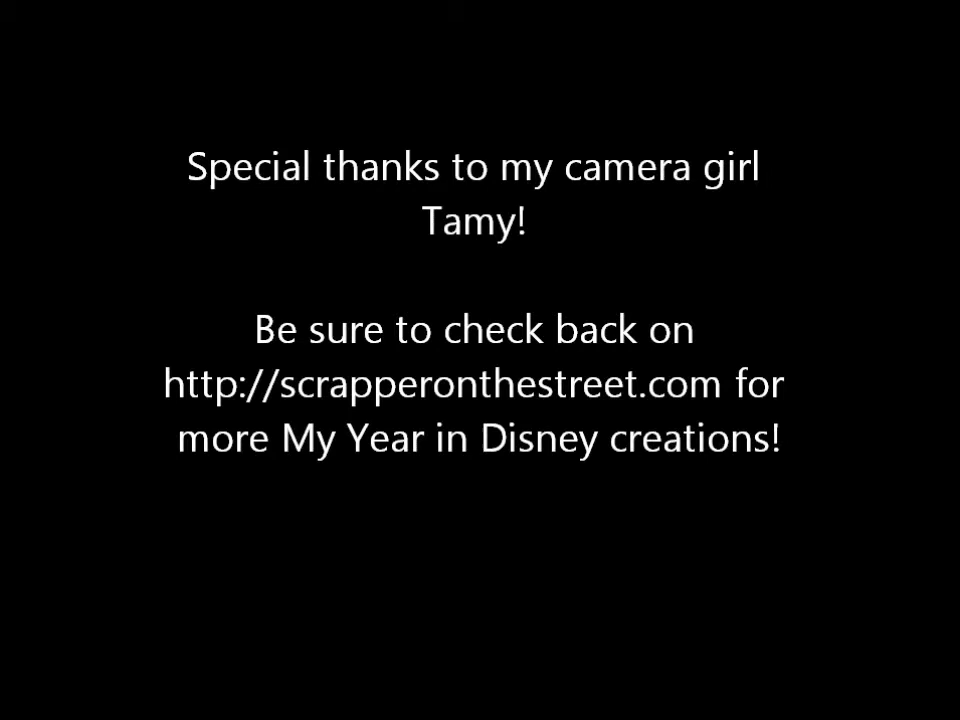 Special thanks to my camera girl
Tamy!
Be sure to check back on
http://scrapperonthestreet.com for
more My Year in Disney creations!